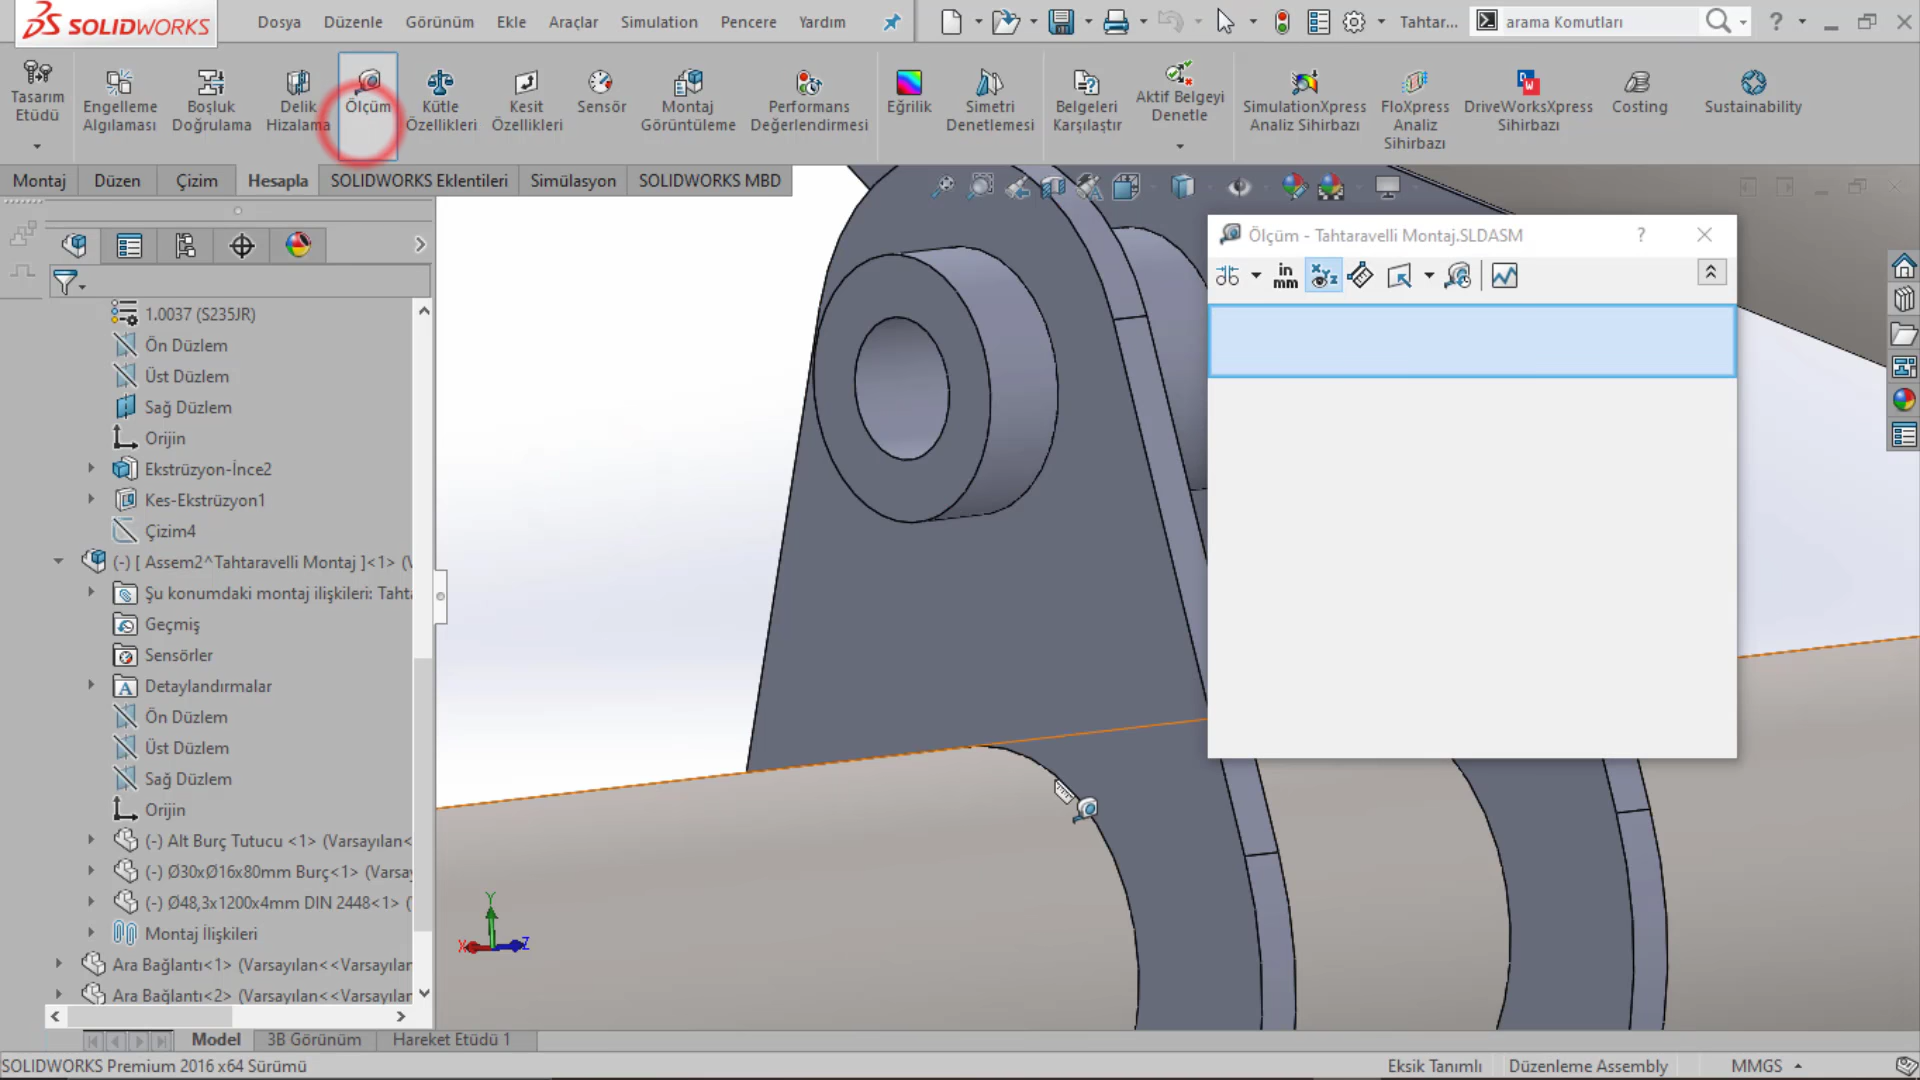 SOLIDWORKS
Dosya Düzenle Görünüm Ekle Araçlar Simulation Pencere Yardım
Tahtar...
arama Komutları
Tasarım Etüdü
Engelleme Algılaması
Boşluk Doğrulama
Delik Hizalama
Ölçüm
Kütle Özellikleri
Kesit Özellikleri
Sensör
Montaj Görüntüleme
Performans Değerlendirmesi
Eğrilik
Simetri Denetlemesi
Belgeleri Karşılaştır
Aktif Belgeyi Denetle
SimulationXpress Analiz Sihirbazı
FloXpress Analiz Sihirbazı
DriveWorksXpress Sihirbazı
Costing
Sustainability
Montaj Düzen Çizim Hesapla SOLIDWORKS Eklentileri Simülasyon SOLIDWORKS MBD
Ölçüm - Tahtaravelli Montaj.SLDASM
in
mm
XYZ
1.0037 (S235JR)
Ön Düzlem
Üst Düzlem
Sağ Düzlem
Orijin
Ekstrüzyon-İnce2
Kes-Ekstrüzyon1
Çizim4
(-) [ Assem2^Tahtaravelli Montaj ]<1> (V
Şu konumdaki montaj ilişkileri: Tahta
Geçmiş
Sensörler
Detaylandırmalar
Ön Düzlem
Üst Düzlem
Sağ Düzlem
Orijin
(-) Alt Burç Tutucu <1> (Varsayılan<
(-) Ø30xØ16x80mm Burç<1> (Varsay
(-) Ø48,3x1200x4mm DIN 2448<1> (
Montaj İlişkileri
Ara Bağlantı<1> (Varsayılan<<Varsayılar
Ara Bağlantı<2> (Varsayılan<<Varsayılar
Y
X
Z
Model 3B Görünüm Hareket Etüdü 1
SOLIDWORKS Premium 2016 x64 Sürümü
Eksik Tanımlı Düzenleme Assembly MMGS